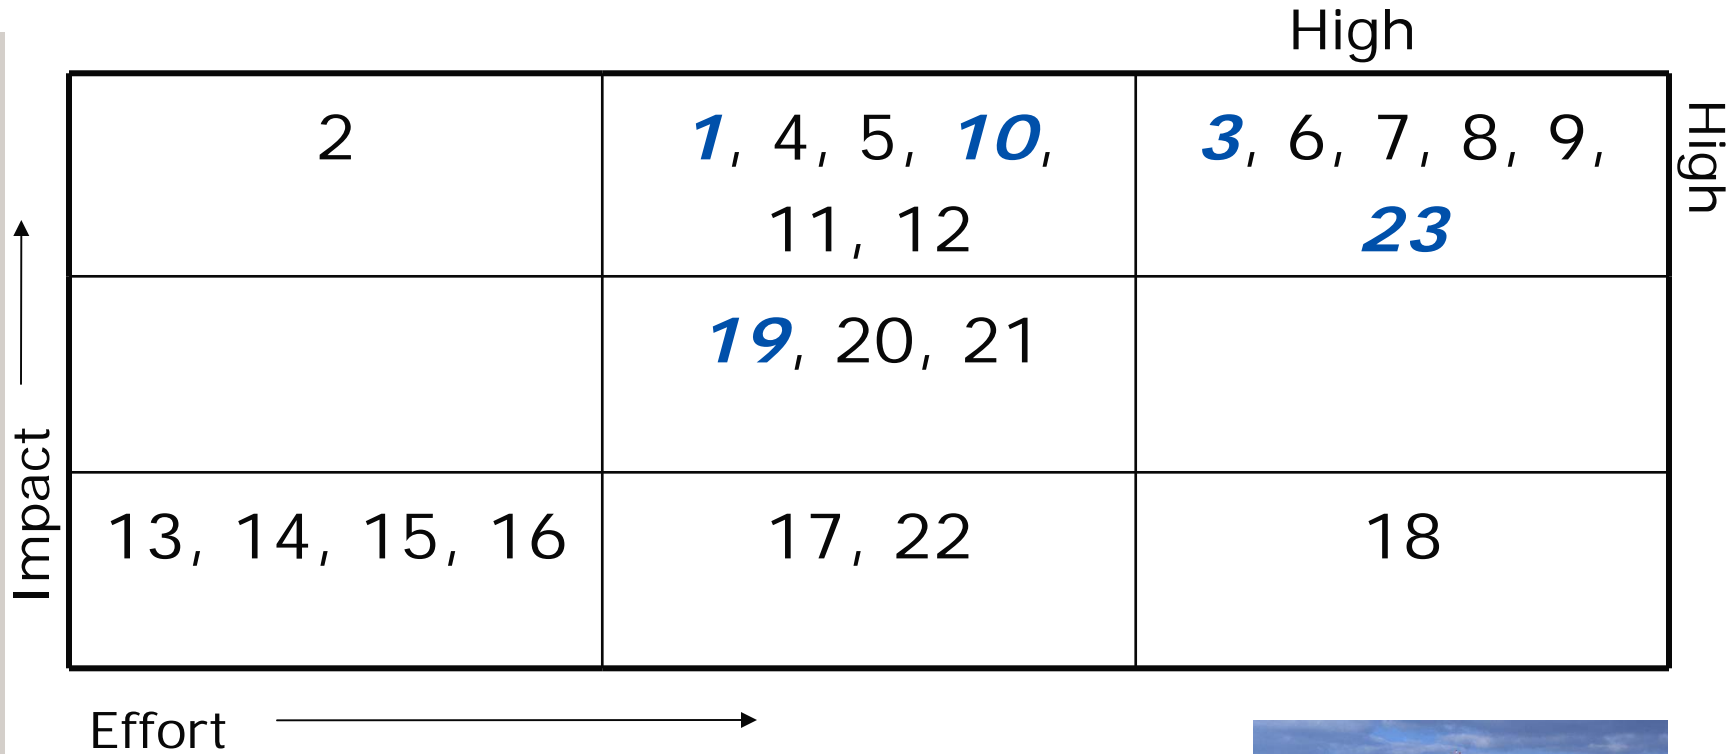 High
High
2
1, 4, 5, 10,
11, 12
3, 6, 7, 8, 9,
23
19, 20, 21
Impact
13, 14, 15, 16
17, 22
18
Effort